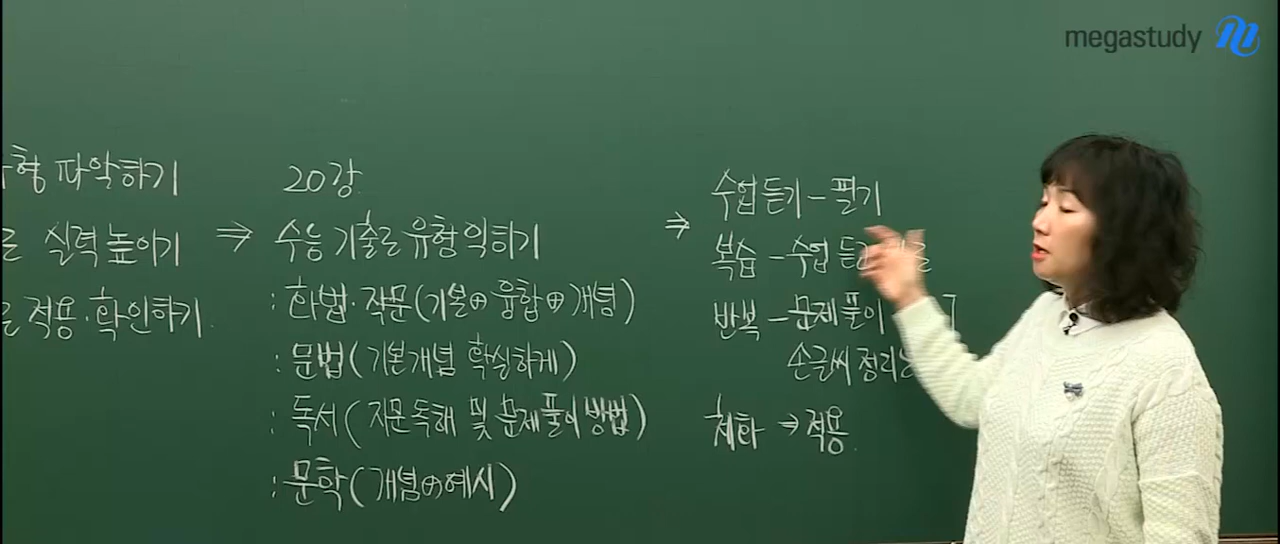 megastudy
형 파악하기
실력 높이기
적용·확인하기
⇒
20강
수능 기출로 유형 익히기
: 화법·작문(기본⊕융합⊕개념)
: 문법(기본개념 확실하게)
: 독서(지문독해 및 문제풀이 방법)
: 문학(개념⊕예시)
⇒
수업 듣기 - 필기
복습 - 수업 듣고
반복 - 문제풀이
손글씨 정리
체화 → 적용